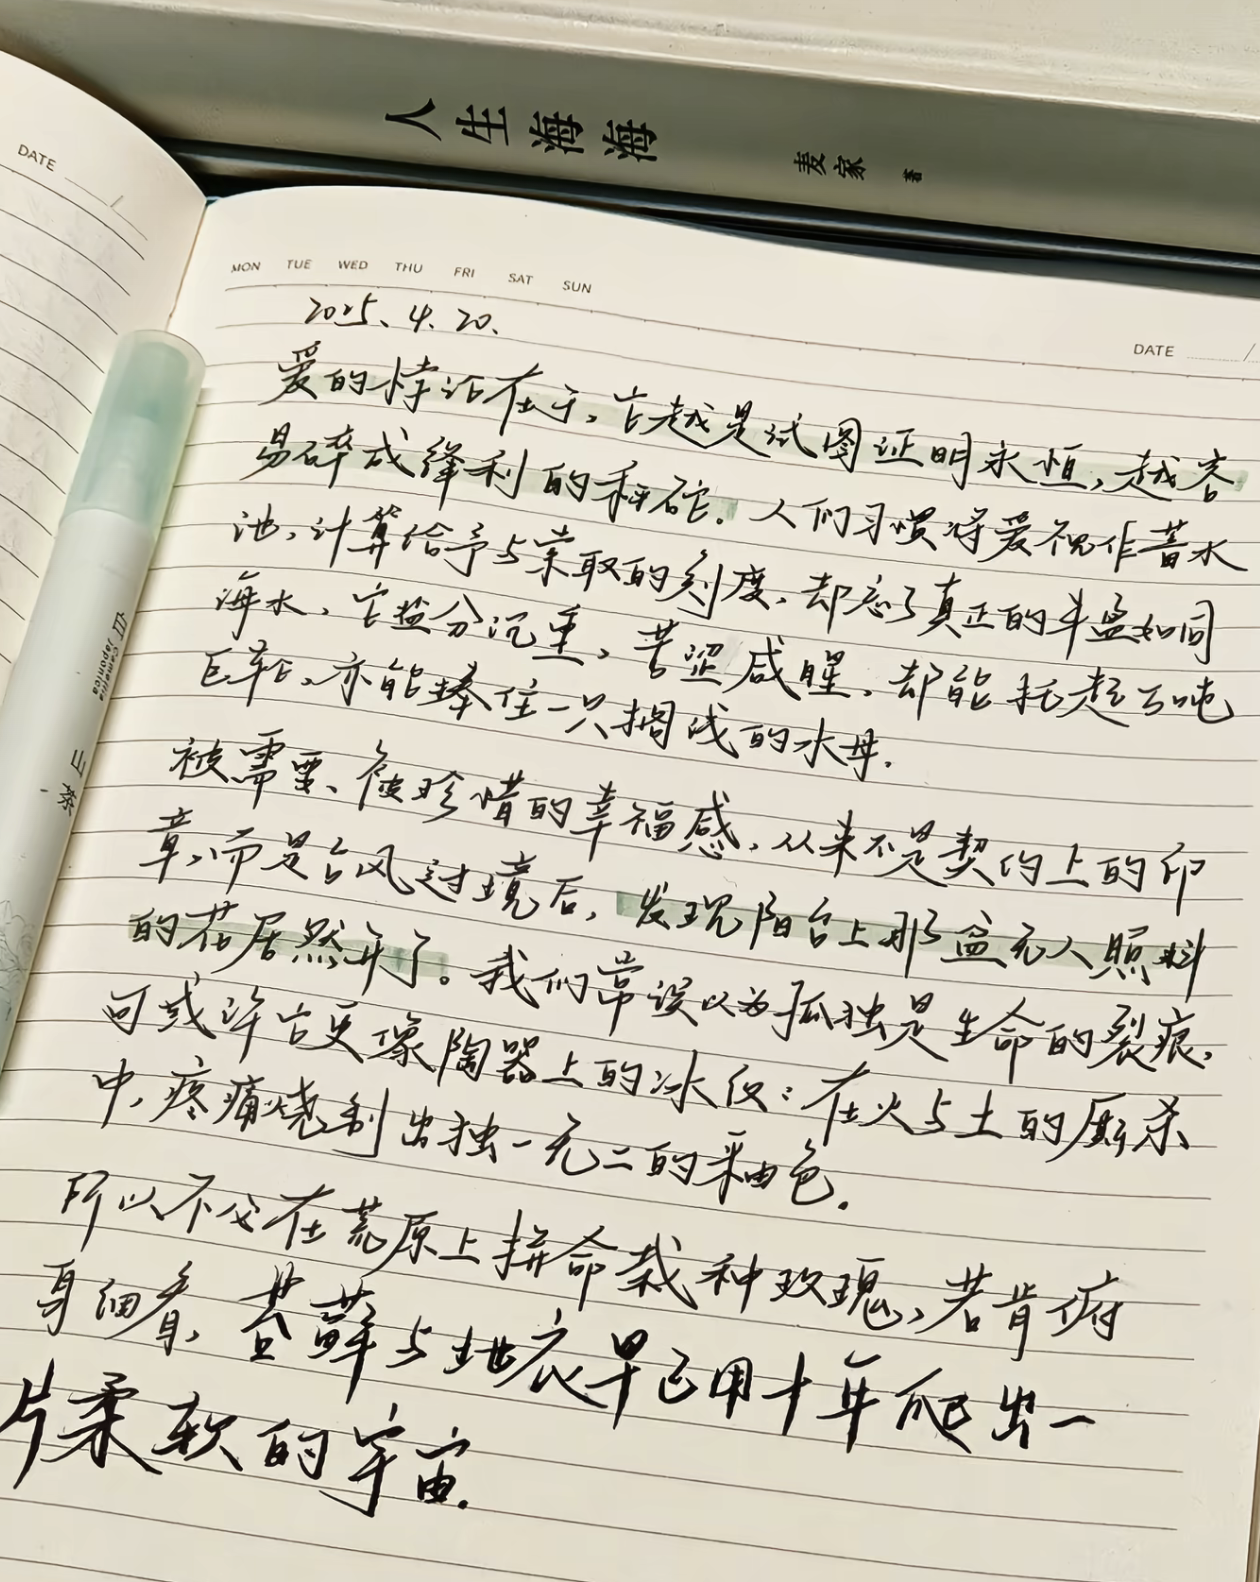 人生海海 麦家 著
DATE /
MON TUE WED THU FRI SAT SUN
DATE /
2025.4.20.
爱的悖论在于,它越是试图证明永恒,越容
易碎成锋利的秤砣。人们习惯将爱视作蓄水
池,计算给予与索取的刻度,却忘了真正的丰盈如同
海水,它盐分沉重,苦涩咸腥,却能托起万吨
巨轮,亦能捧住一只搁浅的水母.
被需要、被珍惜的幸福感,从来不是契约上的印
章,而是台风过境后,发现阳台上那盆无人照料
的花居然开了。我们常误以为孤独是生命的裂痕,
可或许它更像陶器上的冰纹:在火与土的厮杀
中,疼痛烧制出独一无二的釉色.
所以不必在荒原上拼命栽种玫瑰,若肯俯
身细看,苔藓与地衣早已用十年爬出一
片柔软的宇宙.
Camellia
Japonica
山茶